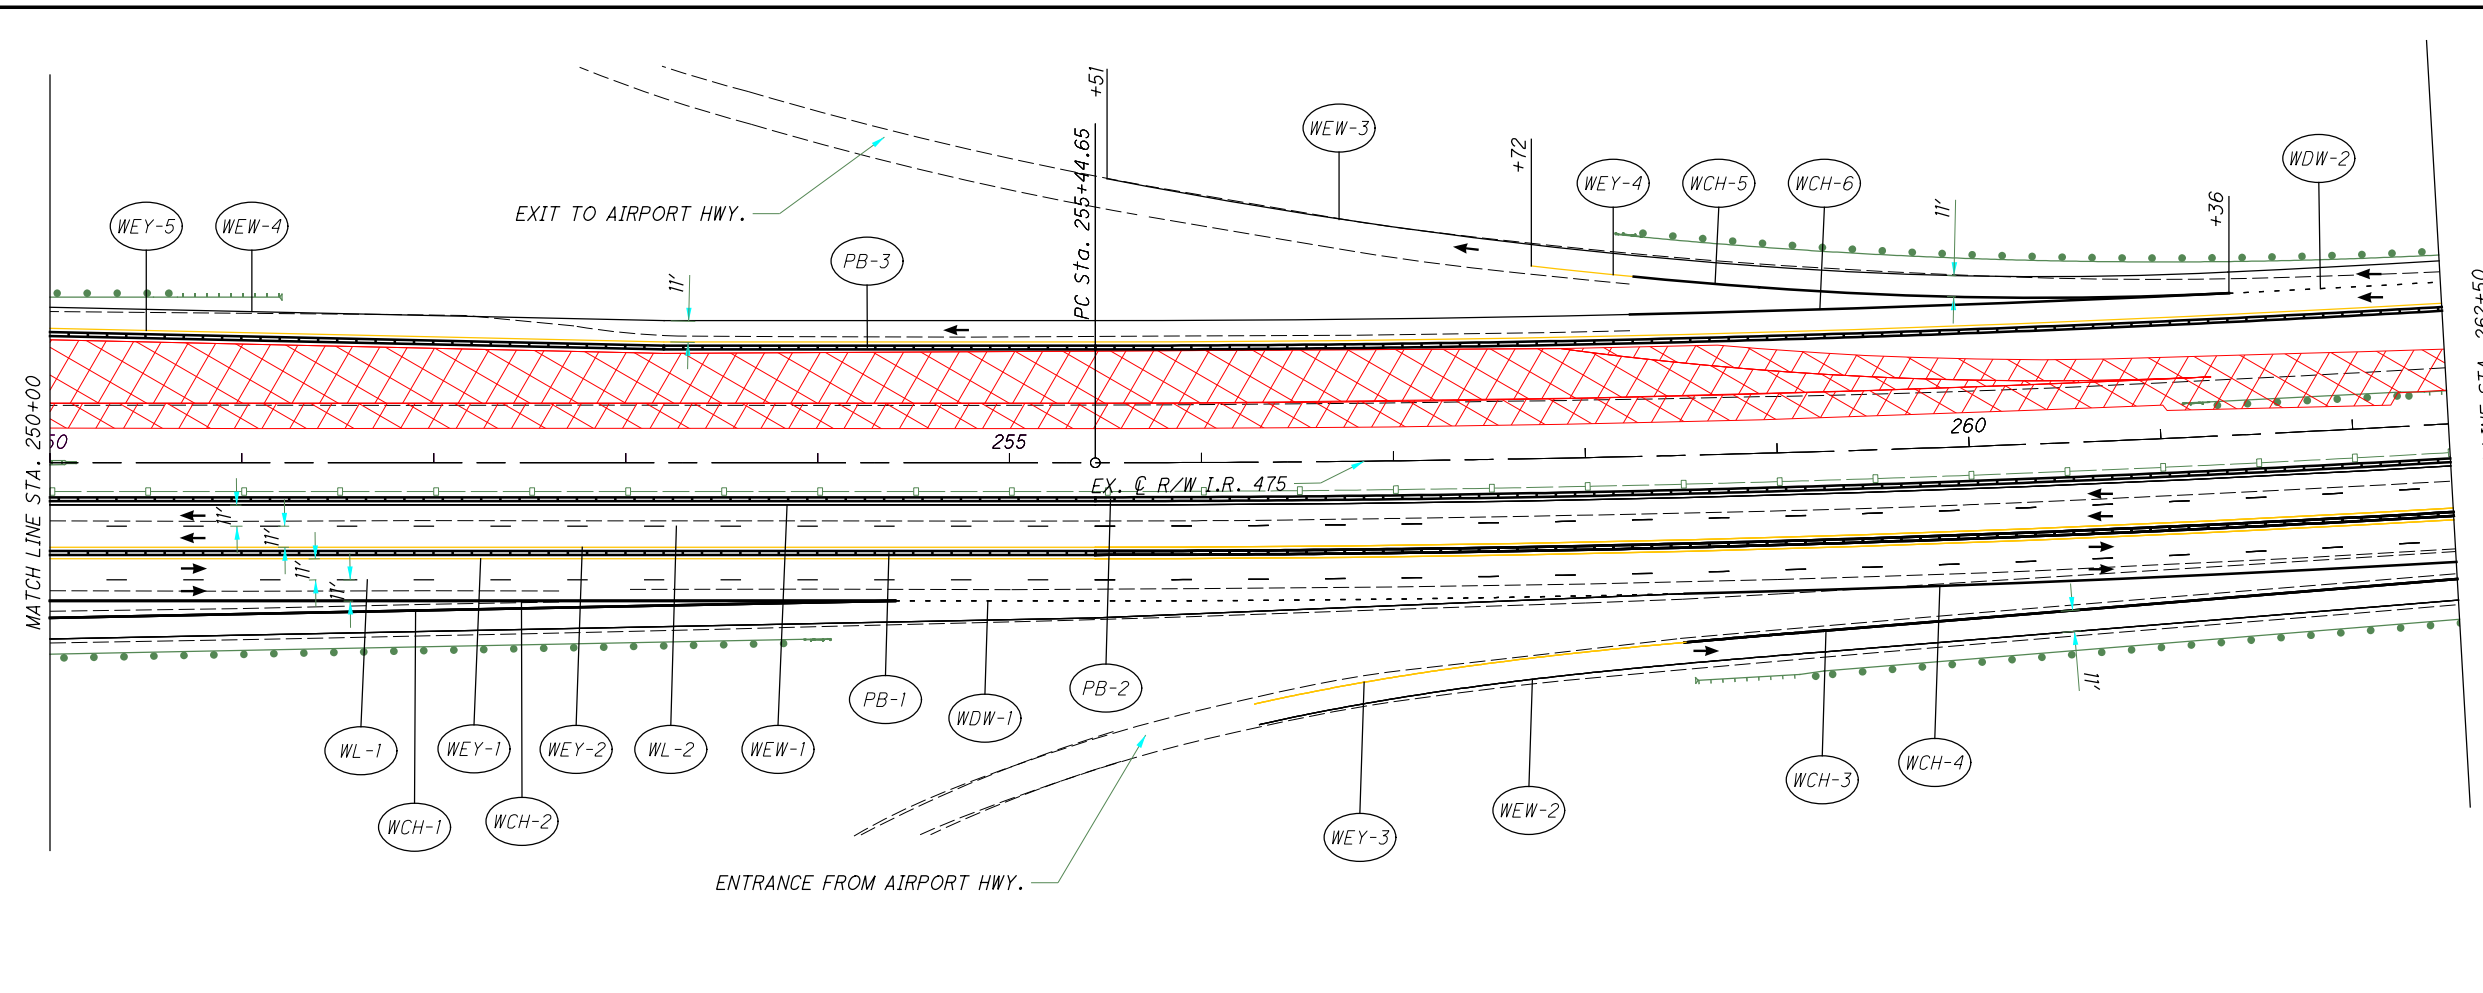 +51
WEW-3
PC Sta. 255+44.65
+72
WEY-4
WCH-5
WCH-6
WDW-2
11'
+36
EXIT TO AIRPORT HWY.
WEY-5
WEW-4
PB-3
11'
MATCH LINE STA. 250+00
50
255
260
EX. ℄ R/W I.R. 475
11'
11'
11'
11'
11'
WL-1
WEY-1
WEY-2
WL-2
WEW-1
PB-1
WDW-1
PB-2
WCH-1
WCH-2
WEY-3
WEW-2
WCH-3
WCH-4
ENTRANCE FROM AIRPORT HWY.